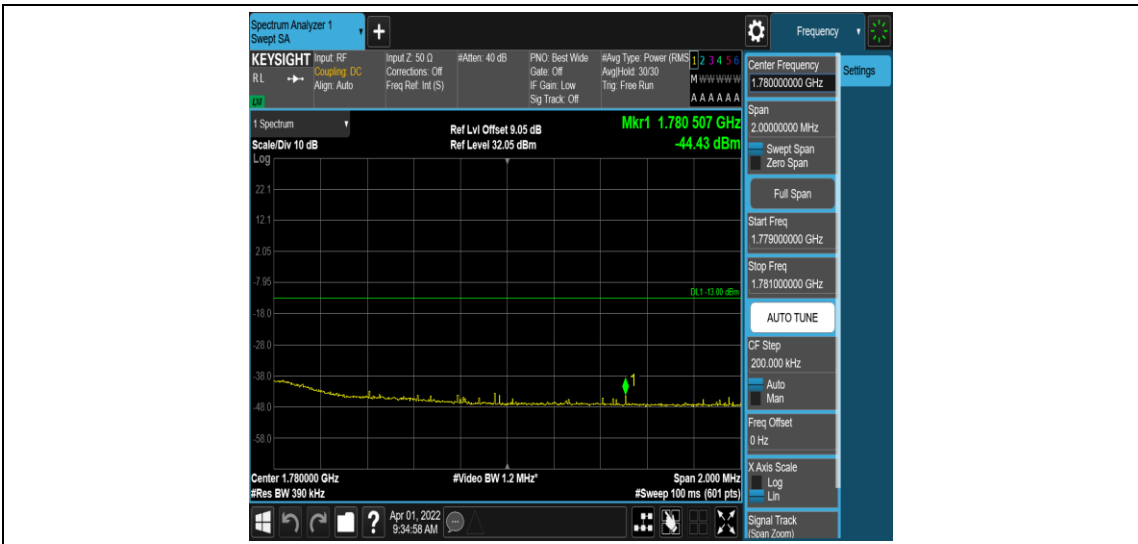 Spectrum Analyzer 1
Swept SA
+
Frequency
KEYSIGHT
RL
Input: RF
Coupling: DC
Align: Auto
Input Z: 50 Ω
Corrections: Off
Freq Ref: Int (S)
#Atten: 40 dB
PNO: Best Wide
Gate: Off
IF Gain: Low
Sig Track: Off
#Avg Type: Power (RMS
Avg|Hold: 30/30
Trig: Free Run
1 2 3 4 5 6
M W W W W W
A A A A A A
1 Spectrum
Scale/Div 10 dB
Ref Lvl Offset 9.05 dB
Ref Level 32.05 dBm
Mkr1 1.780 507 GHz
-44.43 dBm
Log
22.1
12.1
2.05
-7.95
-18.0
-28.0
-38.0
-48.0
-58.0
DL1 -13.00 dBm
1
Center 1.780000 GHz
#Res BW 390 kHz
#Video BW 1.2 MHz*
Span 2.000 MHz
#Sweep 100 ms (601 pts)
Center Frequency
1.780000000 GHz
Settings
Span
2.00000000 MHz
Swept Span
Zero Span
Full Span
Start Freq
1.779000000 GHz
Stop Freq
1.781000000 GHz
AUTO TUNE
CF Step
200.000 kHz
Auto
Man
Freq Offset
0 Hz
X Axis Scale
Log
Lin
Signal Track
(Span Zoom)
?
Apr 01, 2022
9:34:58 AM